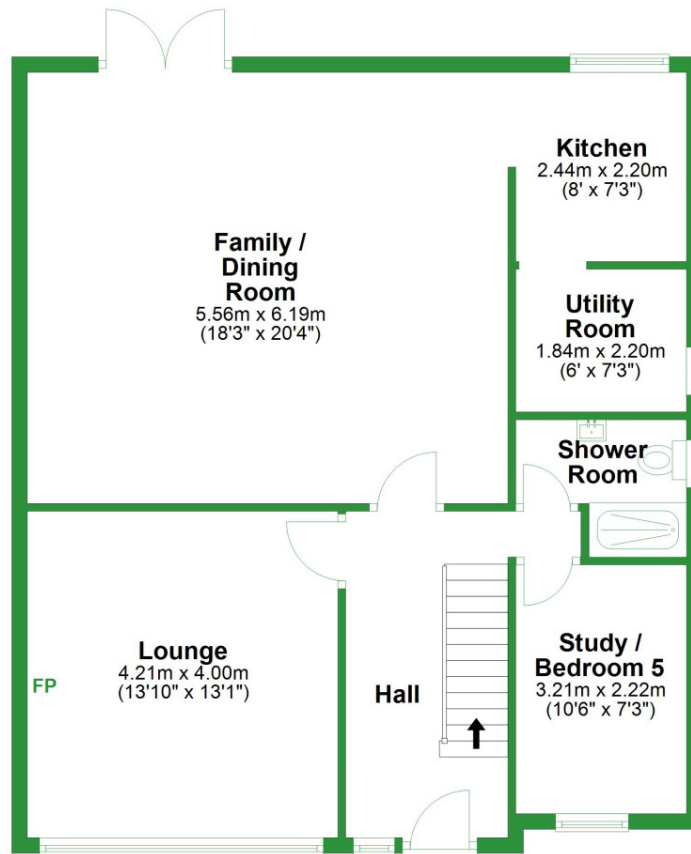 Kitchen
2.44m x 2.20m
(8' x 7'3")
Family /
Dining
Room
5.56m x 6.19m
(18'3" x 20'4")
Utility
Room
1.84m x 2.20m
(6' x 7'3")
Shower
Room
Lounge
4.21m x 4.00m
(13'10" x 13'1")
FP
Hall
Study /
Bedroom 5
3.21m x 2.22m
(10'6" x 7'3")